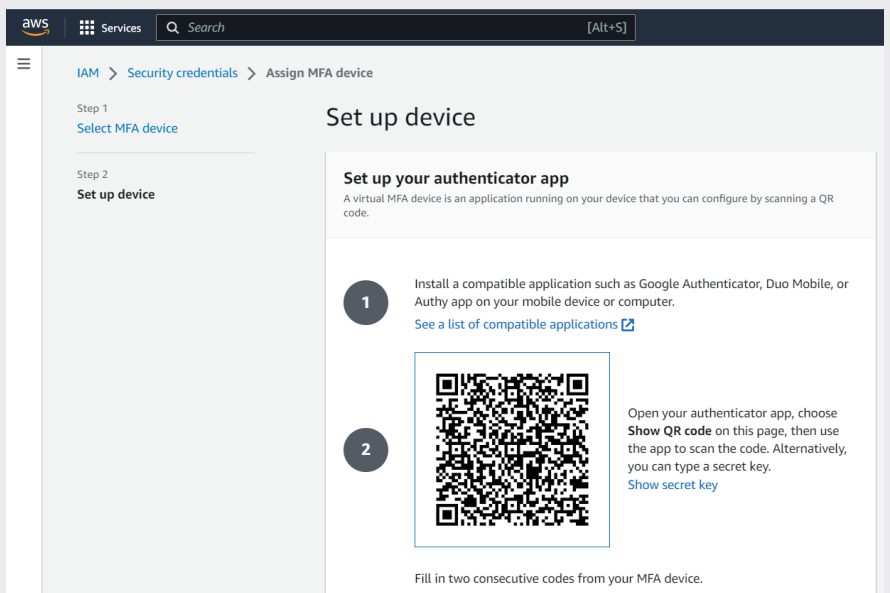 aws
Services
Search
[Alt+S]
IAM > Security credentials > Assign MFA device
Step 1
Select MFA device
Step 2
Set up device
Set up device
Set up your authenticator app
A virtual MFA device is an application running on your device that you can configure by scanning a QR
code.
1
Install a compatible application such as Google Authenticator, Duo Mobile, or
Authy app on your mobile device or computer.
See a list of compatible applications
2
Open your authenticator app, choose
Show QR code on this page, then use
the app to scan the code. Alternatively,
you can type a secret key.
Show secret key
Fill in two consecutive codes from your MFA device.